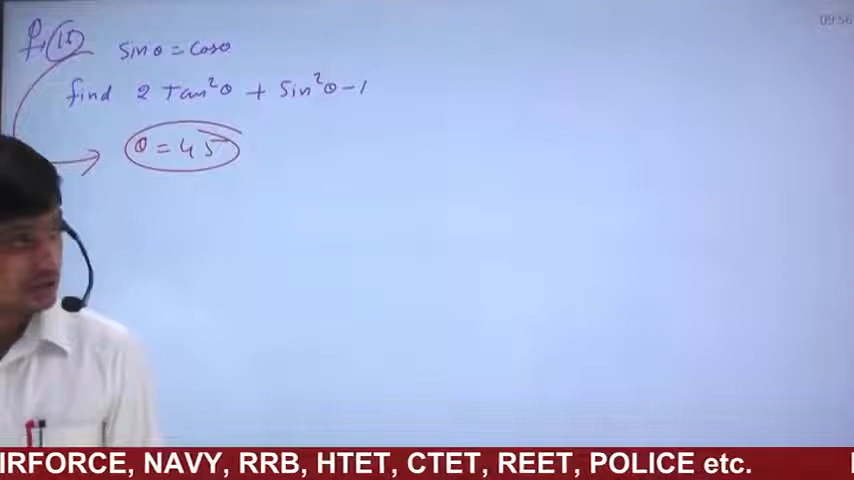 09:56
Q. 15 Sinθ = Cosθ
find 2 Tan²θ + Sin²θ - 1
θ = 45
IRFORCE, NAVY, RRB, HTET, CTET, REET, POLICE etc.